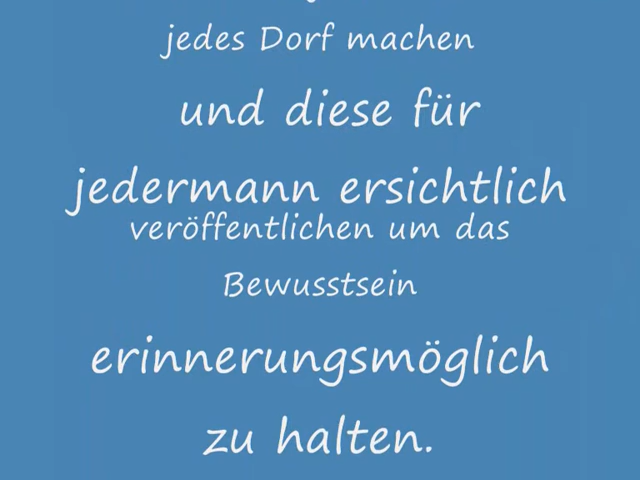 jedes Dorf machen
und diese für
jedermann ersichtlich
veröffentlichen um das
Bewusstsein
erinnerungsmöglich
zu halten.